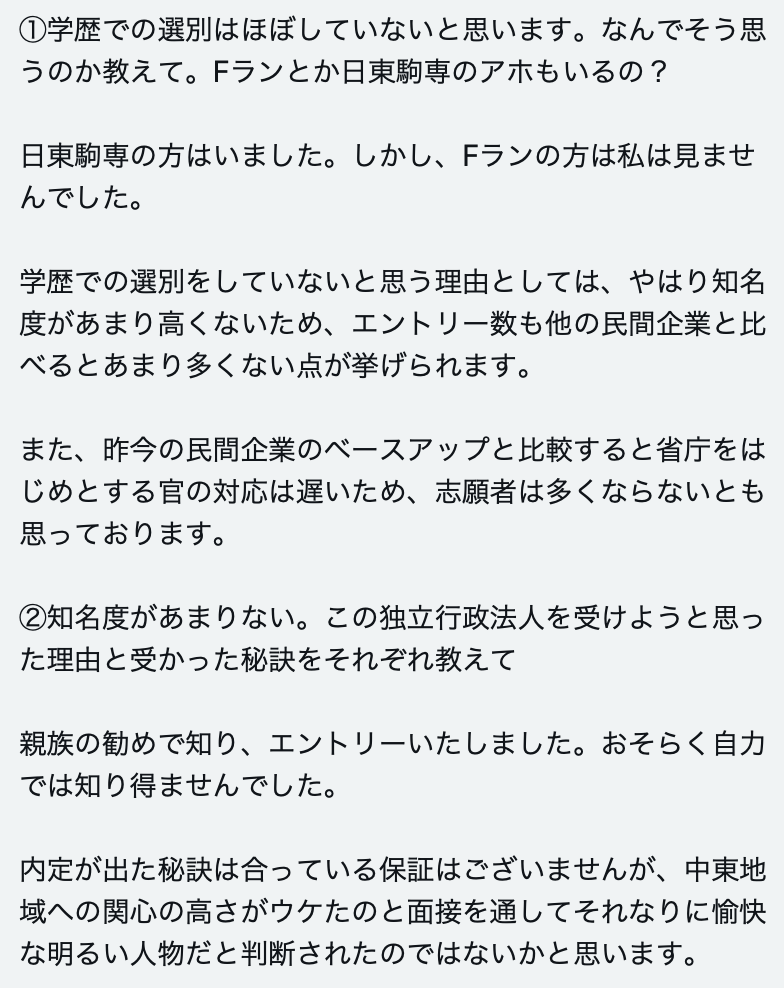 ①学歴での選別はほぼしていないと思います。なんでそう思
うのか教えて。Fランとか日東駒専のアホもいるの？
日東駒専の方はいました。しかし、Fランの方は私は見ませ
んでした。
学歴での選別をしていないと思う理由としては、やはり知名
度があまり高くないため、エントリー数も他の民間企業と比
べるとあまり多くない点が挙げられます。
また、昨今の民間企業のベースアップと比較すると省庁をは
じめとする官の対応は遅いため、志願者は多くならないとも
思っております。
②知名度があまりない。この独立行政法人を受けようと思っ
た理由と受かった秘訣をそれぞれ教えて
親族の勧めで知り、エントリーいたしました。おそらく自力
では知り得ませんでした。
内定が出た秘訣は合っている保証はございませんが、中東地
域への関心の高さがウケたのと面接を通してそれなりに愉快
な明るい人物だと判断されたのではないかと思います。